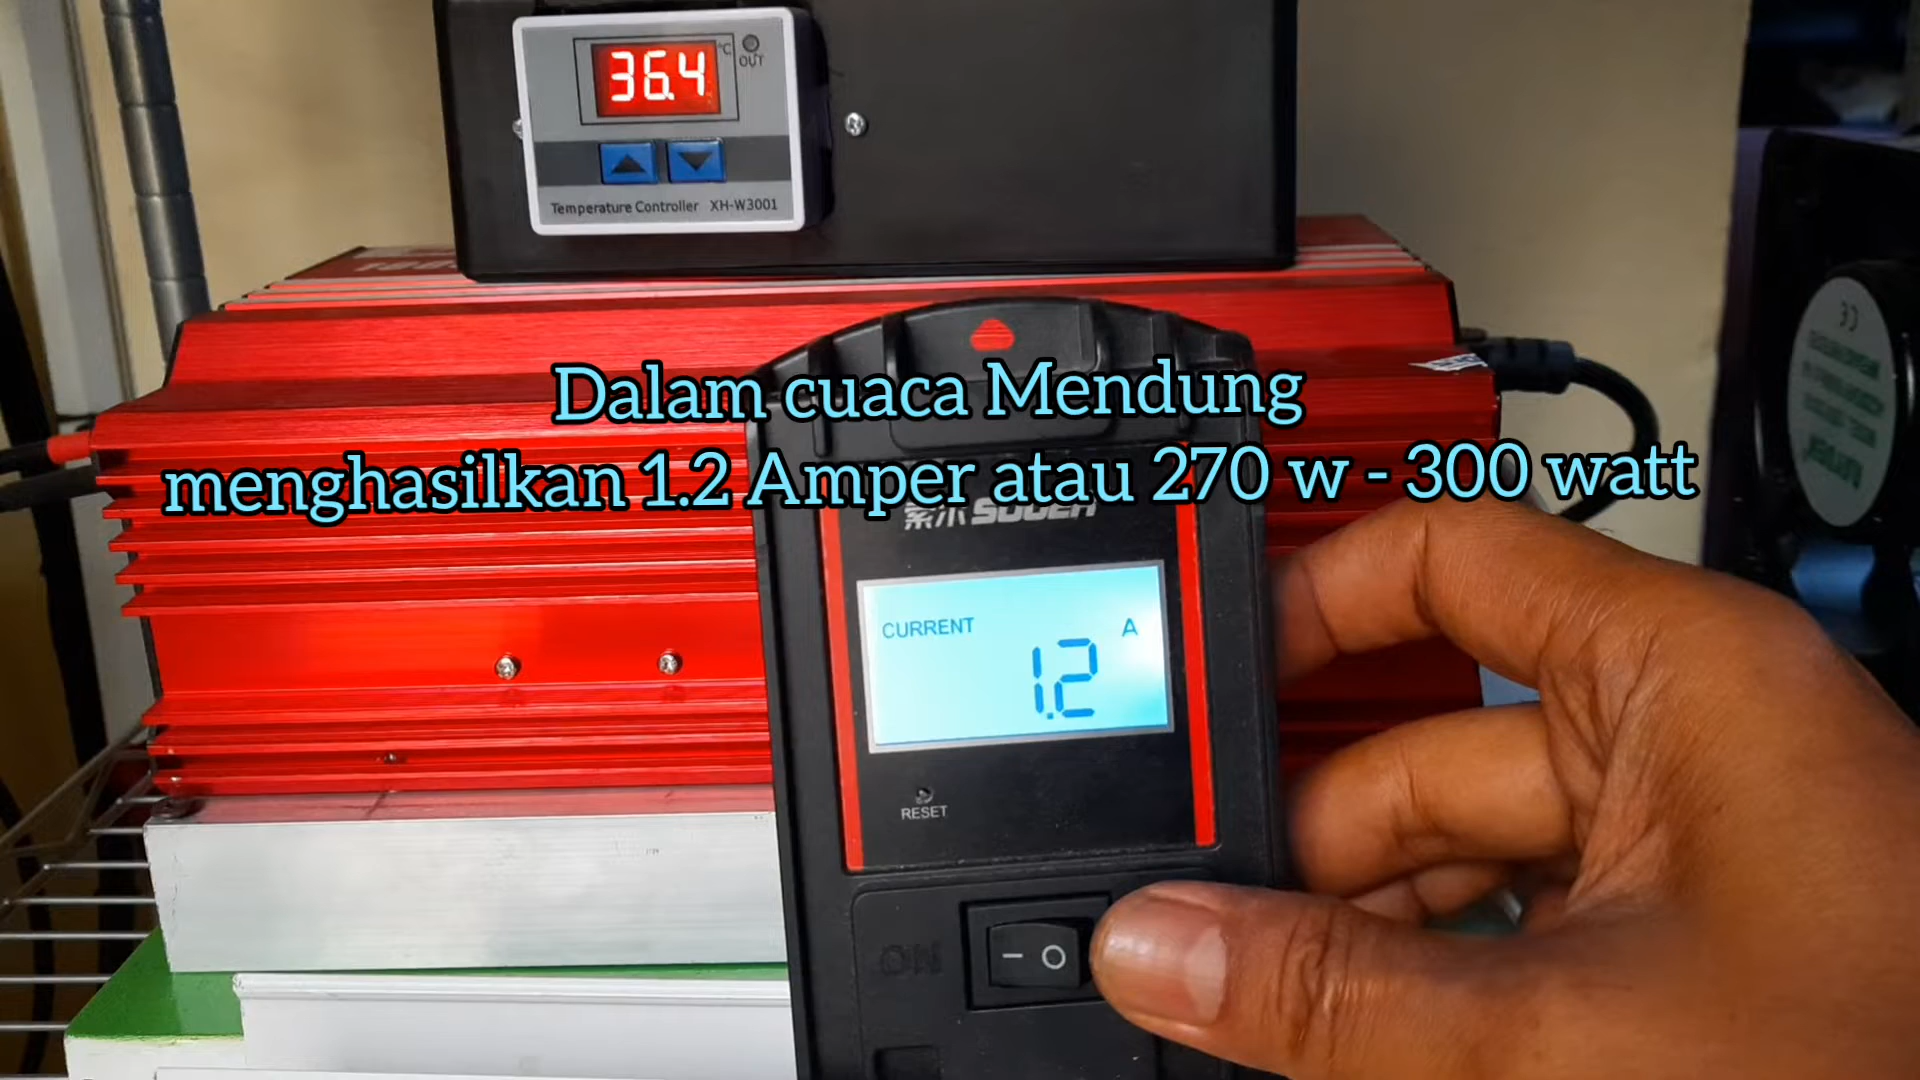 36.4
°C
OUT
Temperature Controller XH-W3001
Dalam cuaca Mendung
menghasilkan 1.2 Amper atau 270 w - 300 watt
CURRENT A
1.2
RESET
ON